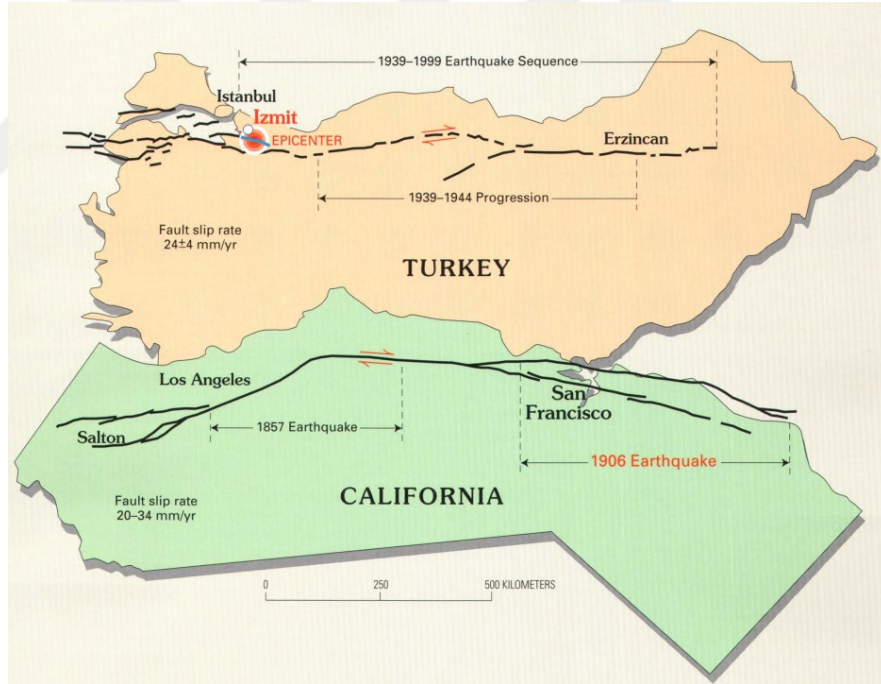 1939–1999 Earthquake Sequence
Istanbul
Izmit
EPICENTER
Erzincan
1939–1944 Progression
Fault slip rate
24±4 mm/yr
TURKEY
Los Angeles
San
Francisco
Salton
1857 Earthquake
1906 Earthquake
Fault slip rate
20–34 mm/yr
CALIFORNIA
0 250 500 KILOMETERS